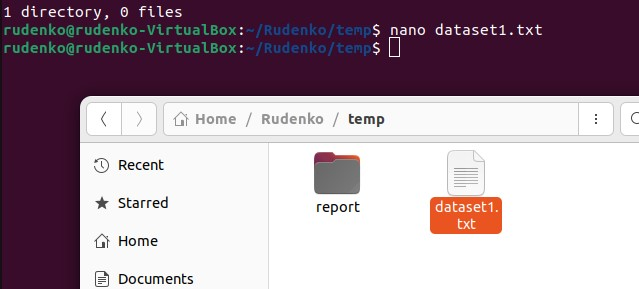 1 directory, 0 files
rudenko@rudenko-VirtualBox:~/Rudenko/temp$ nano dataset1.txt
rudenko@rudenko-VirtualBox:~/Rudenko/temp$
Home / Rudenko / temp
Recent
Starred
Home
Documents
report
dataset1.
txt